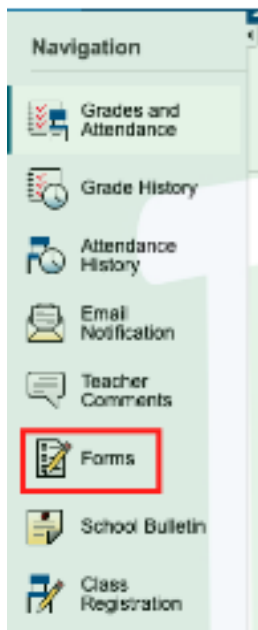 Navigation
Grades and
Attendance
Grade History
Attendance
History
Email
Notification
Teacher
Comments
Forms
School Bulletin
Class
Registration